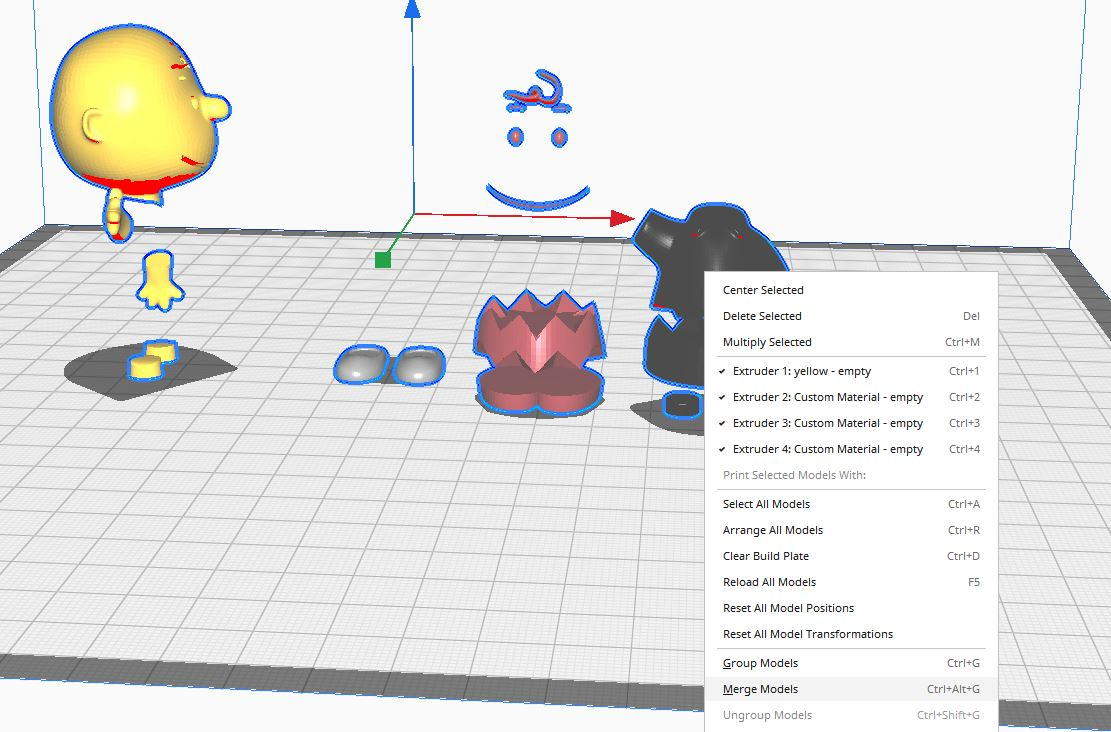 Center Selected
Delete Selected Del
Multiply Selected Ctrl+M
Extruder 1: yellow - empty Ctrl+1
Extruder 2: Custom Material - empty Ctrl+2
Extruder 3: Custom Material - empty Ctrl+3
Extruder 4: Custom Material - empty Ctrl+4
Print Selected Models With:
Select All Models Ctrl+A
Arrange All Models Ctrl+R
Clear Build Plate Ctrl+D
Reload All Models F5
Reset All Model Positions
Reset All Model Transformations
Group Models Ctrl+G
Merge Models Ctrl+Alt+G
Ungroup Models Ctrl+Shift+G